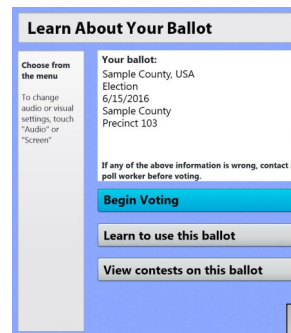 Learn About Your Ballot
Choose from
the menu
To change
audio or visual
settings, touch
"Audio" or
"Screen"
Your ballot:
Sample County, USA
Election
6/15/2016
Sample County
Precinct 103
If any of the above information is wrong, contact
poll worker before voting.
Begin Voting
Learn to use this ballot
View contests on this ballot